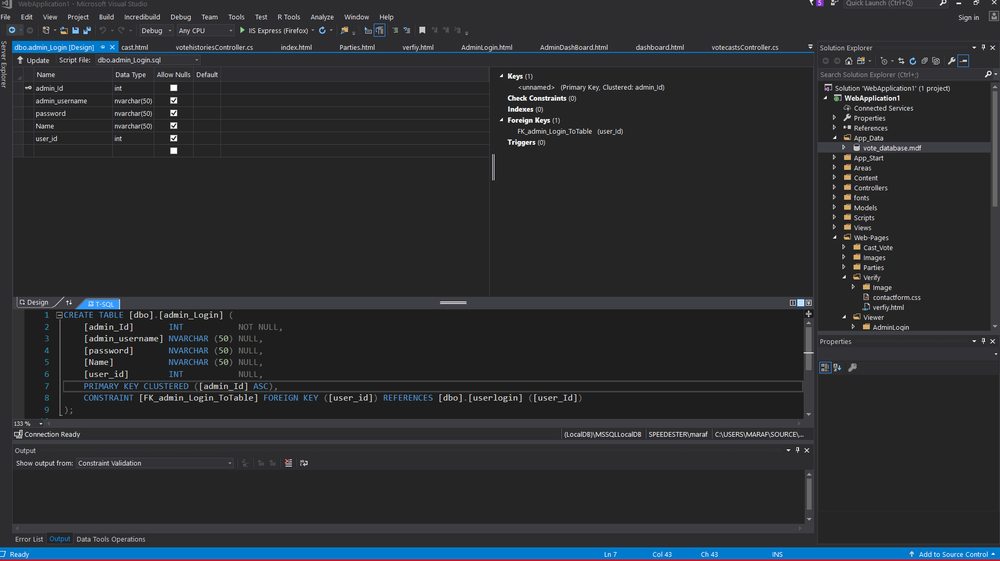 WebApplication1 - Microsoft Visual Studio
5
Quick Launch (Ctrl+Q)
File Edit View Project Build Incredibuild Debug Team Tools Test R Tools Analyze Window Help
Sign in
Debug Any CPU IIS Express (Firefox)
Server Explorer
dbo.admin_Login [Design] cast.html votehistoriesController.cs index.html Parties.html verfiy.html AdminLogin.html AdminDashBoard.html dashboard.html votecastsController.cs
Update Script File: dbo.admin_Login.sql
Name Data Type Allow Nulls Default
admin_Id int
admin_username nvarchar(50)
password nvarchar(50)
Name nvarchar(50)
user_id int
Keys (1)
<unnamed> (Primary Key, Clustered: admin_Id)
Check Constraints (0)
Indexes (0)
Foreign Keys (1)
FK_admin_Login_ToTable (user_Id)
Triggers (0)
Design T-SQL
1 CREATE TABLE [dbo].[admin_Login] (
2 [admin_Id] INT NOT NULL,
3 [admin_username] NVARCHAR (50) NULL,
4 [password] NVARCHAR (50) NULL,
5 [Name] NVARCHAR (50) NULL,
6 [user_id] INT NULL,
7 PRIMARY KEY CLUSTERED ([admin_Id] ASC),
8 CONSTRAINT [FK_admin_Login_ToTable] FOREIGN KEY ([user_id]) REFERENCES [dbo].[userlogin] ([user_Id])
9 );
133 %
Connection Ready
(LocalDB)\MSSQLLocalDB SPEEDESTER\maraf C:\USERS\MARAF\SOURCE\...
Output
Show output from: Constraint Validation
Error List Output Data Tools Operations
Solution Explorer
Search Solution Explorer (Ctrl+;)
Solution 'WebApplication1' (1 project)
WebApplication1
Connected Services
Properties
References
App_Data
vote_database.mdf
App_Start
Areas
Content
Controllers
fonts
Models
Scripts
Views
Web-Pages
Cast_Vote
Images
Parties
Verify
Image
contactform.css
verfiy.html
Viewer
AdminLogin
Properties
Ready
Ln 7 Col 43 Ch 43 INS
Add to Source Control